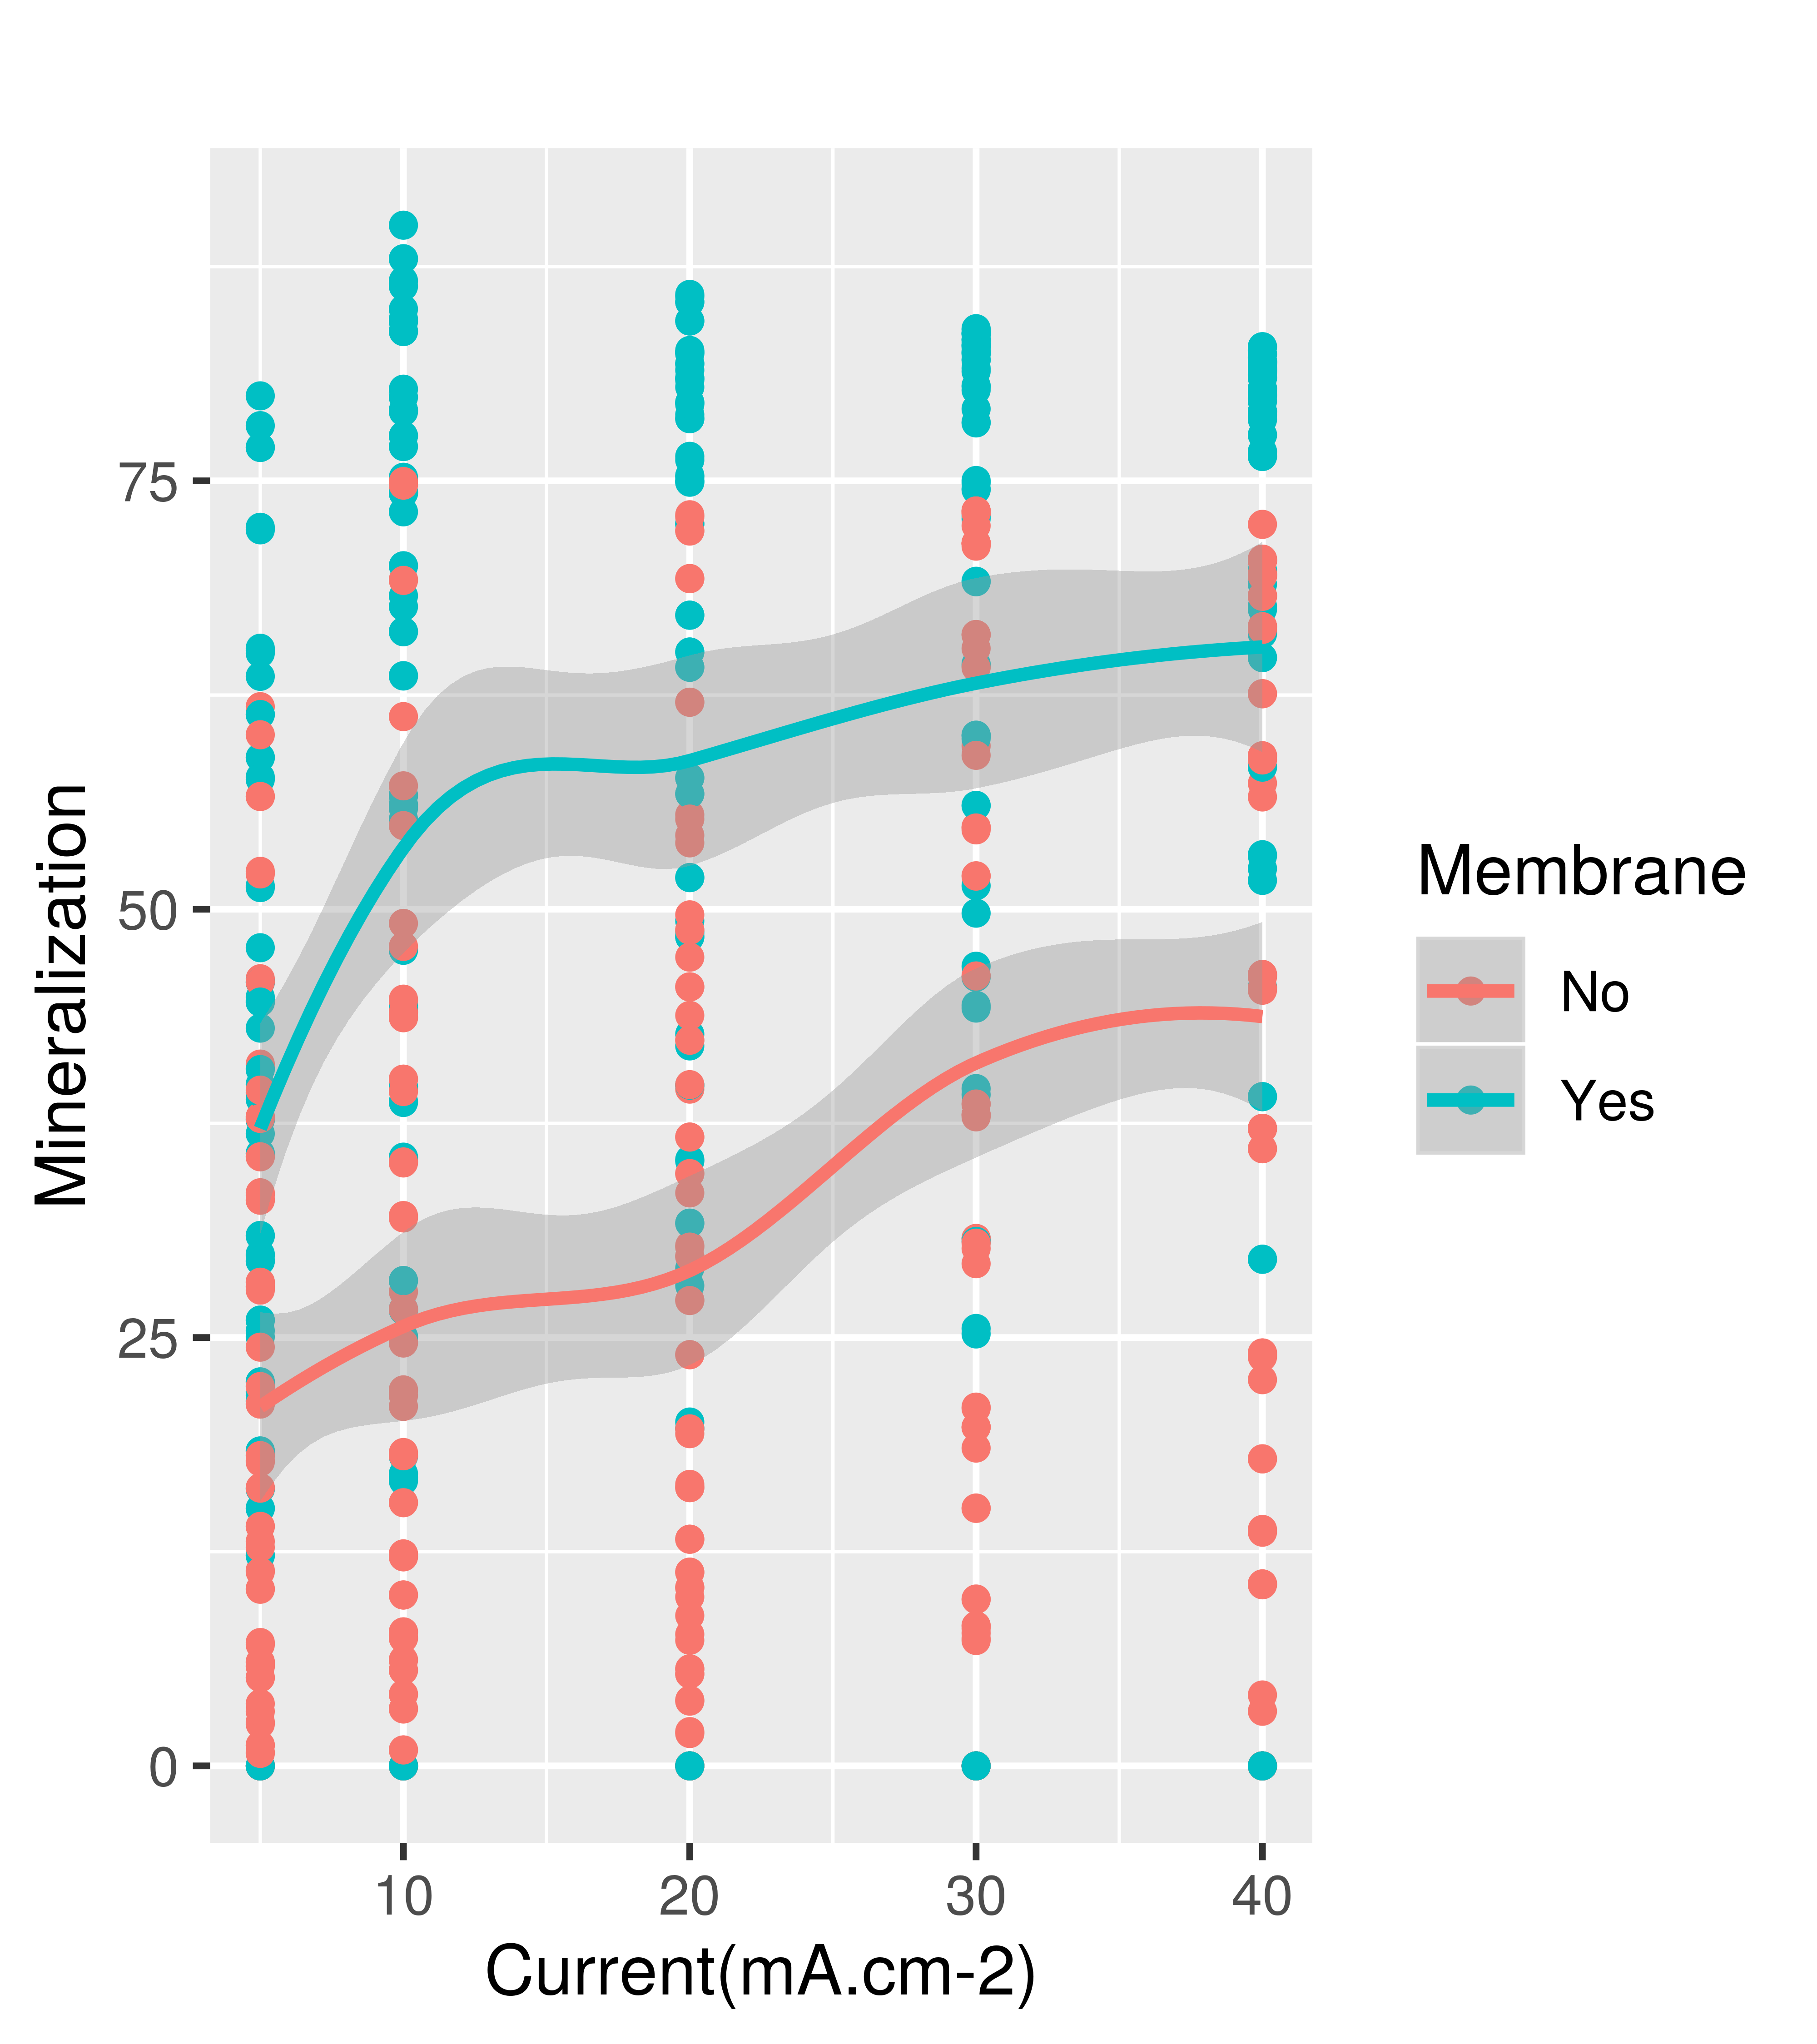 Mineralization
75
50
25
0
10 20 30 40
Current(mA.cm-2)
Membrane
No
Yes